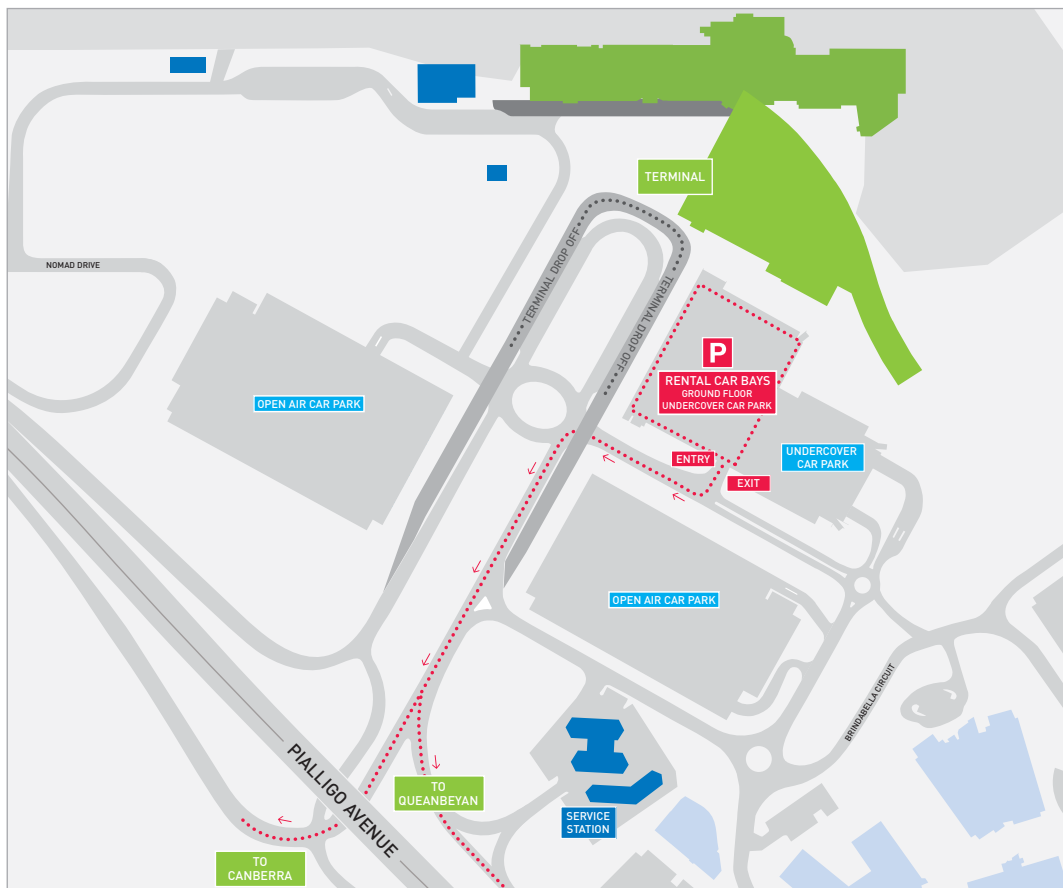 TERMINAL
TERMINAL DROP OFF
TERMINAL DROP OFF
NOMAD DRIVE
P
RENTAL CAR BAYS
GROUND FLOOR
UNDERCOVER CAR PARK
OPEN AIR CAR PARK
ENTRY
UNDERCOVER
CAR PARK
EXIT
OPEN AIR CAR PARK
BRINDABELLA CIRCUIT
PIALLIGO AVENUE
TO
QUEANBEYAN
SERVICE
STATION
TO
CANBERRA